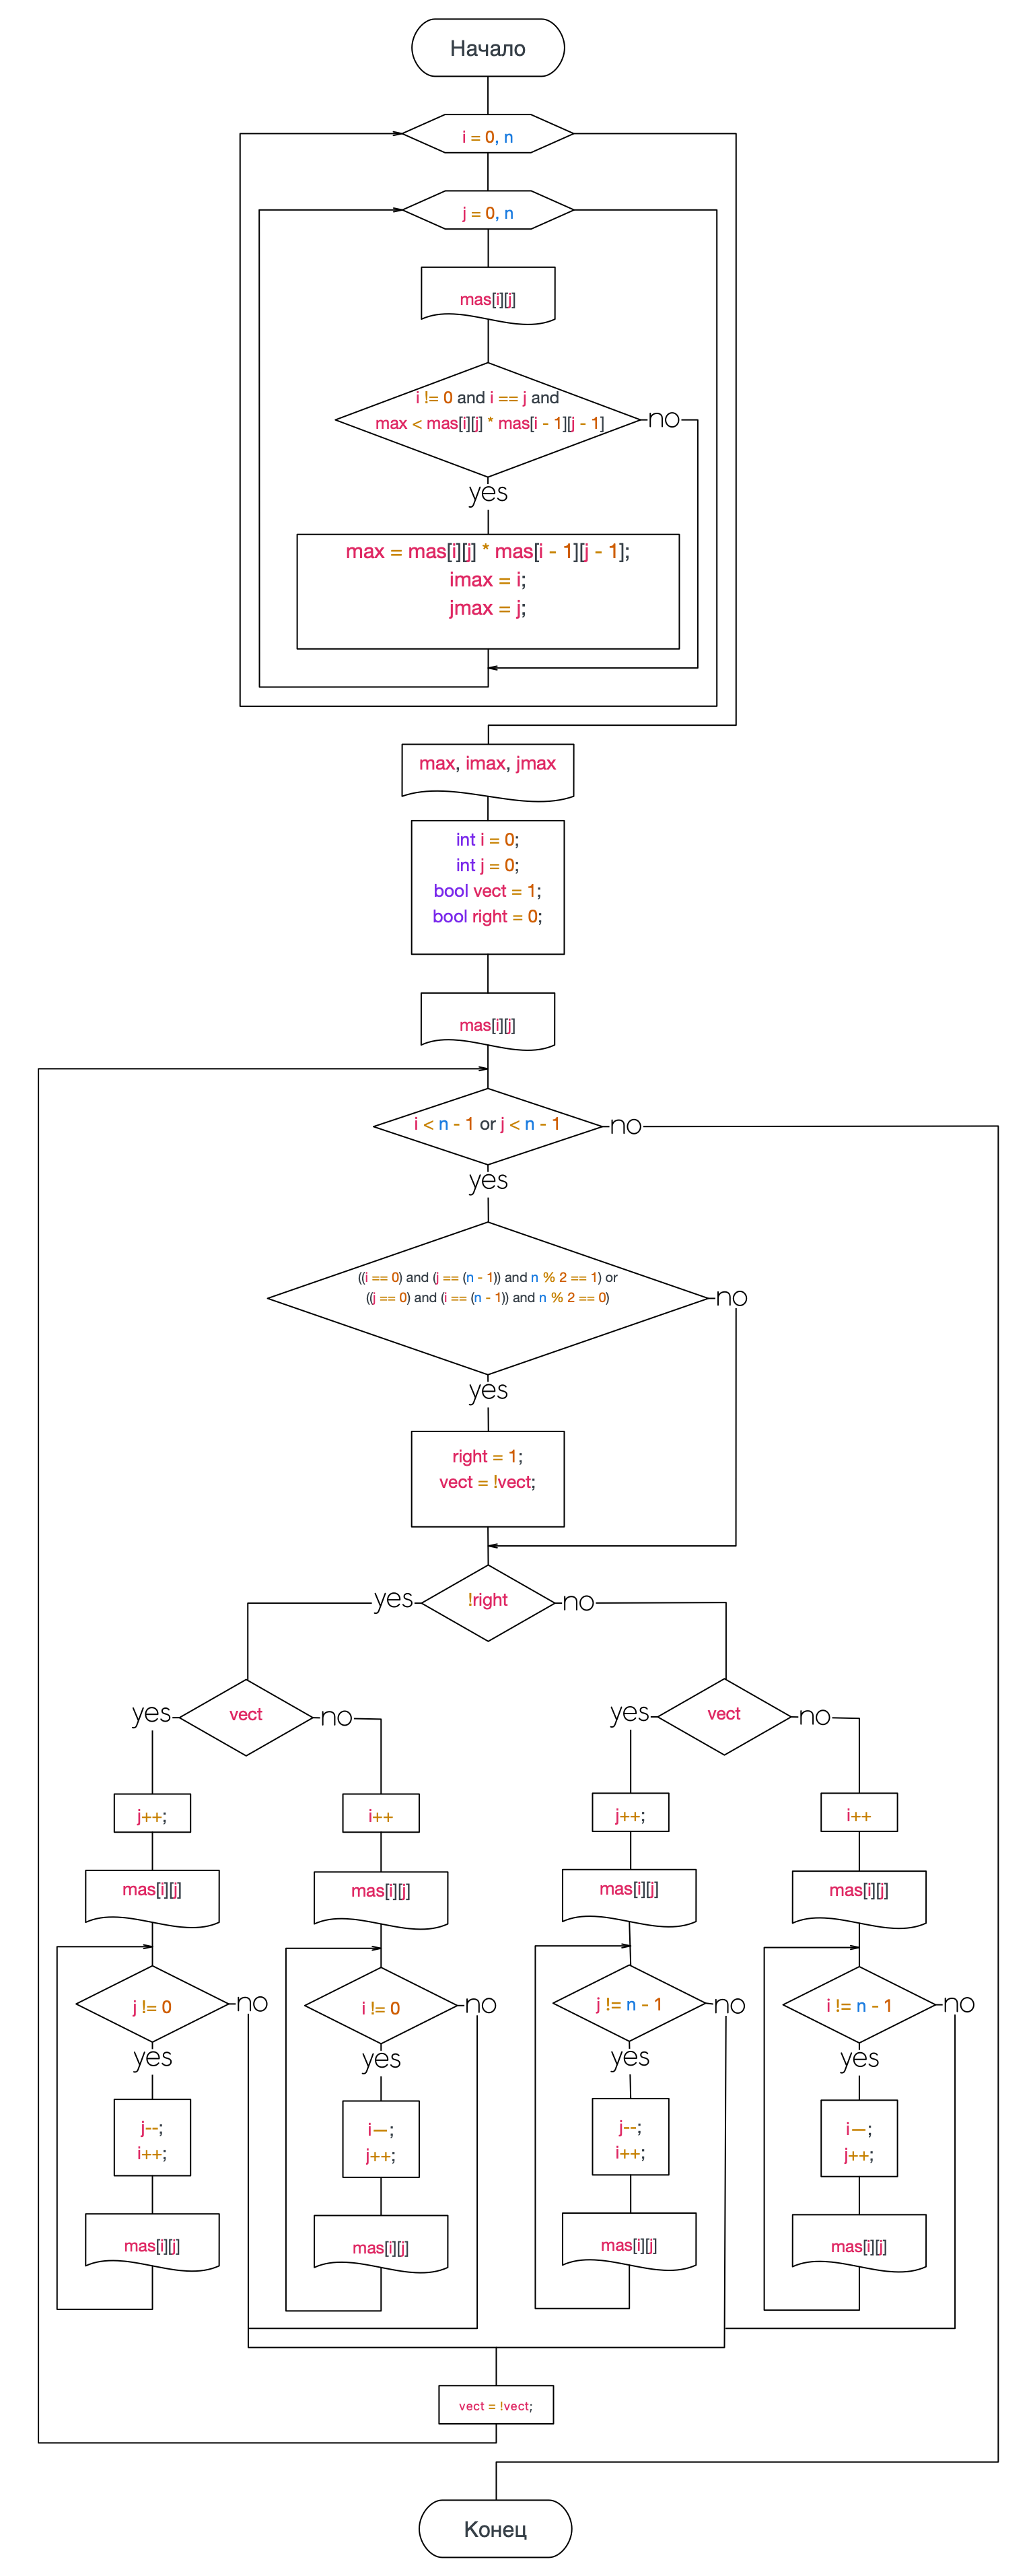 Начало
i = 0, n
j = 0, n
mas[i][j]
i != 0 and i == j and
max < mas[i][j] * mas[i - 1][j - 1]
no
yes
max = mas[i][j] * mas[i - 1][j - 1];
imax = i;
jmax = j;
max, imax, jmax
int i = 0;
int j = 0;
bool vect = 1;
bool right = 0;
mas[i][j]
i < n - 1 or j < n - 1
no
yes
((i == 0) and (j == (n - 1)) and n % 2 == 1) or
((j == 0) and (i == (n - 1)) and n % 2 == 0)
no
yes
right = 1;
vect = !vect;
yes
!right
no
yes
vect
no
yes
vect
no
j++;
i++
j++;
i++
mas[i][j]
mas[i][j]
mas[i][j]
mas[i][j]
j != 0
no
i != 0
no
j != n - 1
no
i != n - 1
no
yes
yes
yes
yes
j--;
i++;
i—;
j++;
j--;
i++;
i—;
j++;
mas[i][j]
mas[i][j]
mas[i][j]
mas[i][j]
vect = !vect;
Конец